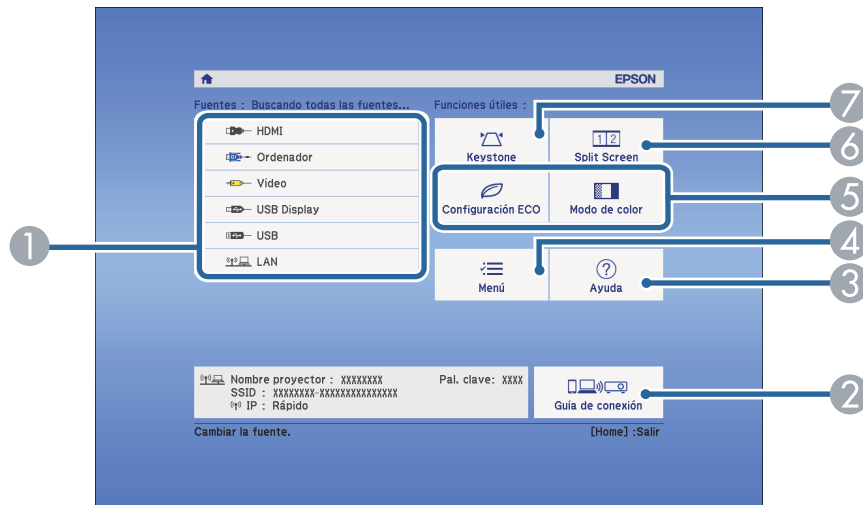 EPSON
Fuentes : Buscando todas las fuentes...
Funciones útiles :
HDMI
Ordenador
Vídeo
USB Display
USB
LAN
Keystone
1 2
Split Screen
Configuración ECO
Modo de color
Menú
?
Ayuda
Nombre proyector : XXXXXXXX
Pal. clave: XXXX
SSID : XXXXXXXX-XXXXXXXXXXXXXXX
IP : Rápido
Guía de conexión
Cambiar la fuente.
[Home] :Salir
1
7
6
5
4
3
2